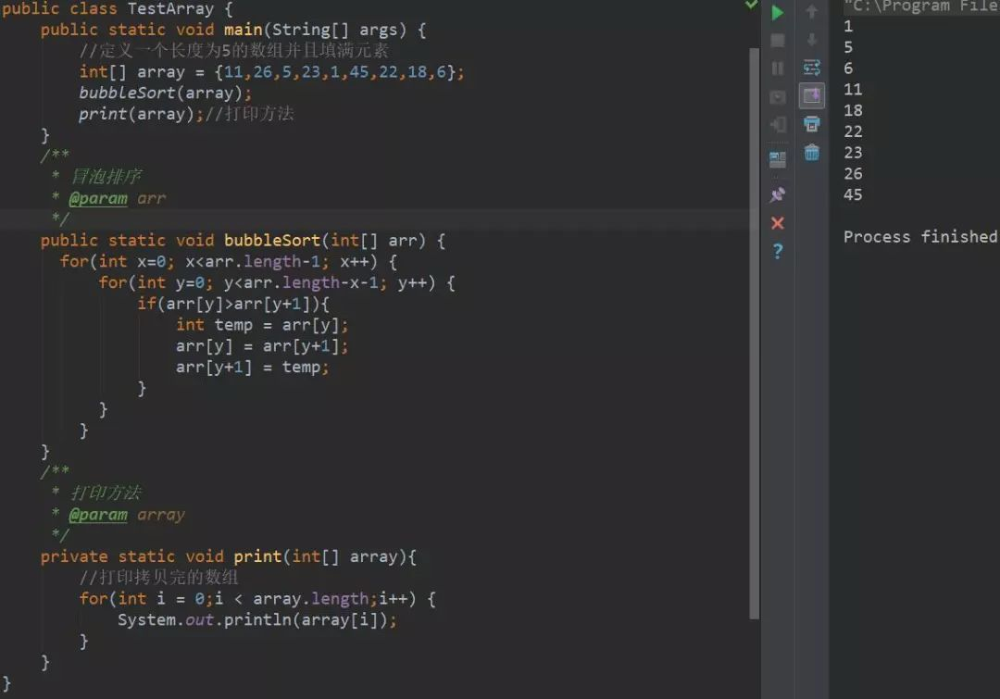 public class TestArray {
    public static void main(String[] args) {
        //定义一个长度为5的数组并且填满元素
        int[] array = {11,26,5,23,1,45,22,18,6};
        bubbleSort(array);
        print(array);//打印方法
    }
    /**
     * 冒泡排序
     * @param arr
     */
    public static void bubbleSort(int[] arr) {
      for(int x=0; x<arr.length-1; x++) {
          for(int y=0; y<arr.length-x-1; y++) {
              if(arr[y]>arr[y+1]){
                  int temp = arr[y];
                  arr[y] = arr[y+1];
                  arr[y+1] = temp;
              }
          }
        }
    }
    /**
     * 打印方法
     * @param array
     */
    private static void print(int[] array){
        //打印拷贝完的数组
        for(int i = 0;i < array.length;i++) {
            System.out.println(array[i]);
        }
    }
}
"C:\Program File
1
5
6
11
18
22
23
26
45
Process finished